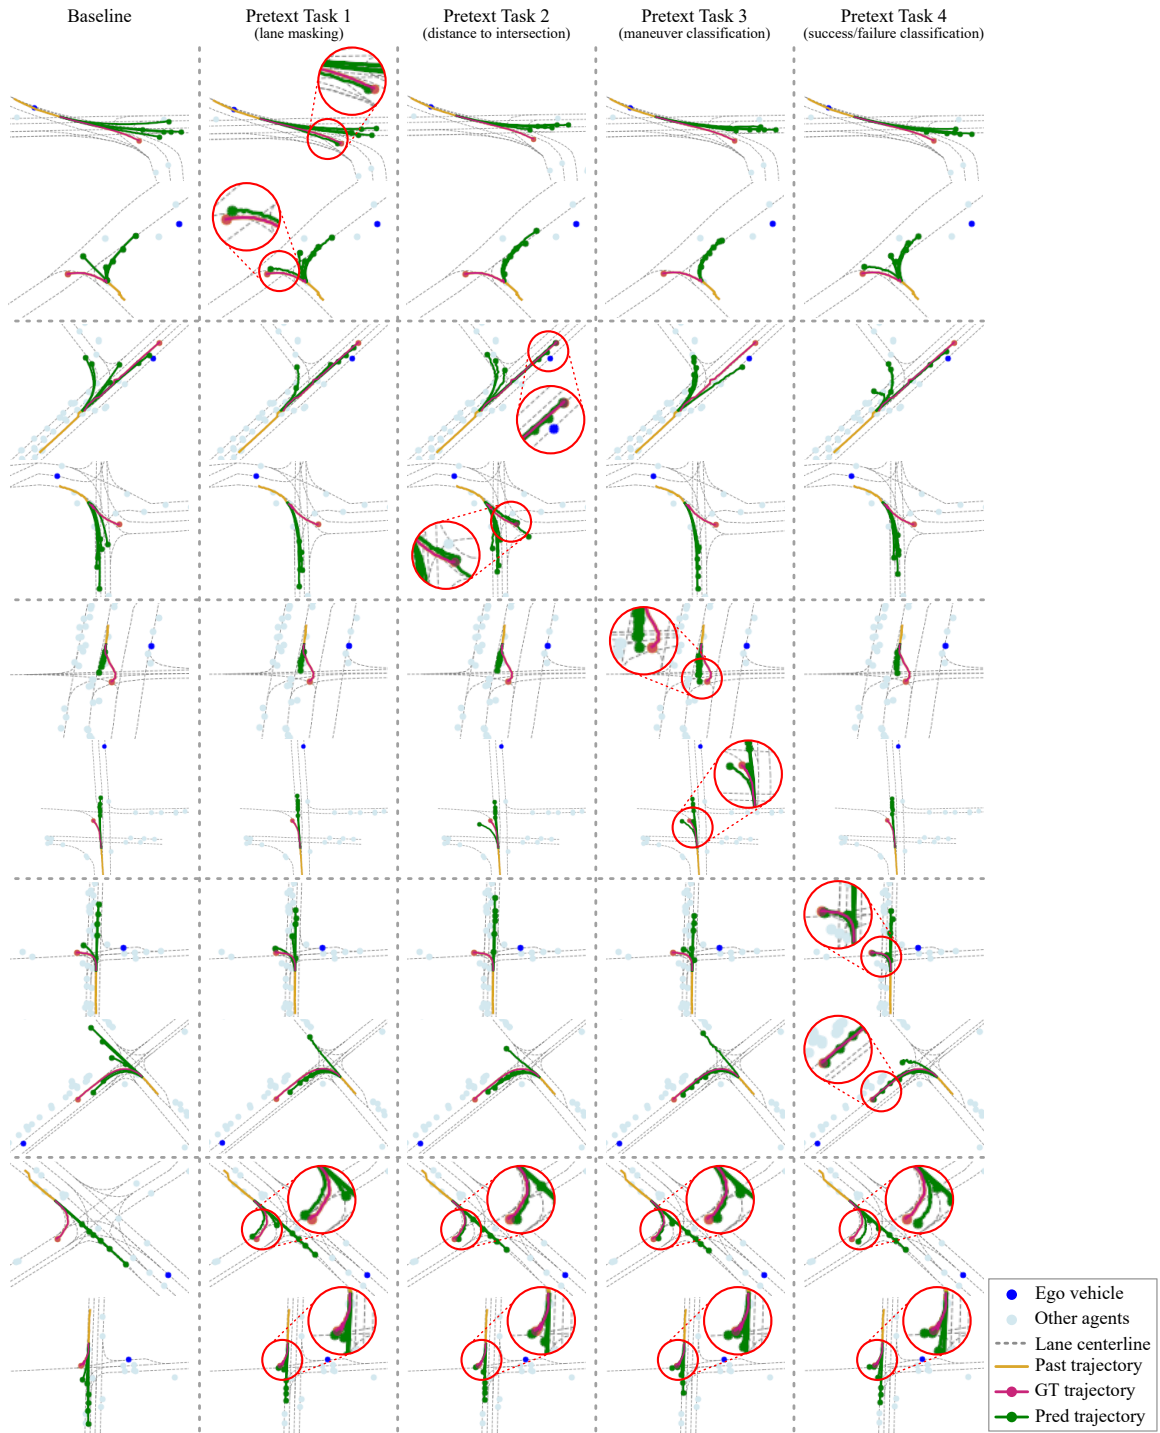 Baseline
Pretext Task 1
(lane masking)
Pretext Task 2
(distance to intersection)
Pretext Task 3
(maneuver classification)
Pretext Task 4
(success/failure classification)
Ego vehicle
Other agents
Lane centerline
Past trajectory
GT trajectory
Pred trajectory